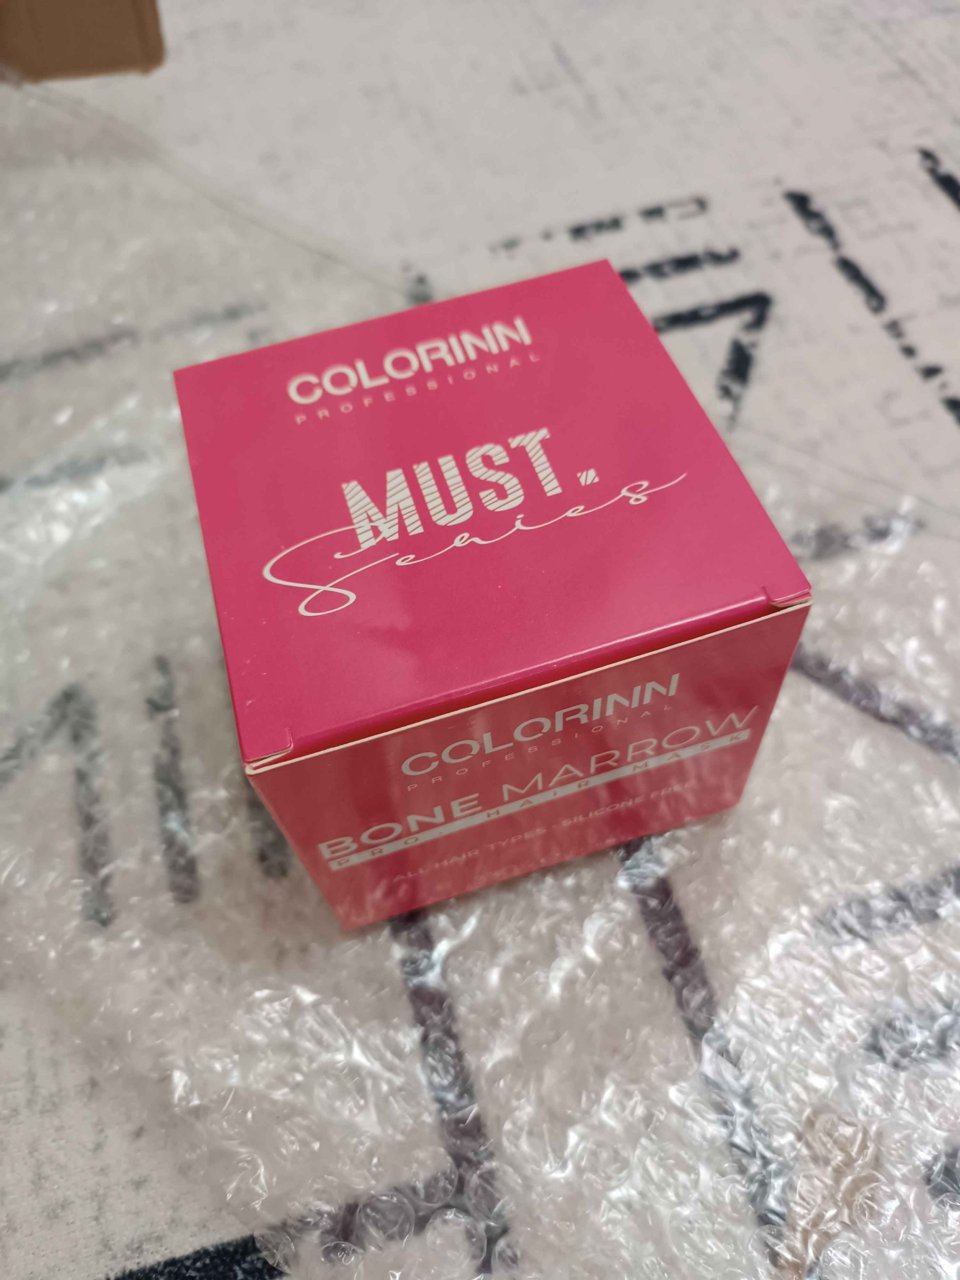 COLORINN
PROFESSIONAL
MUST.
Series
COLORINN
PROFESSIONAL
BONE MARROW
PRO. HAIR MASK
ALL HAIR TYPES - SILICONE FREE